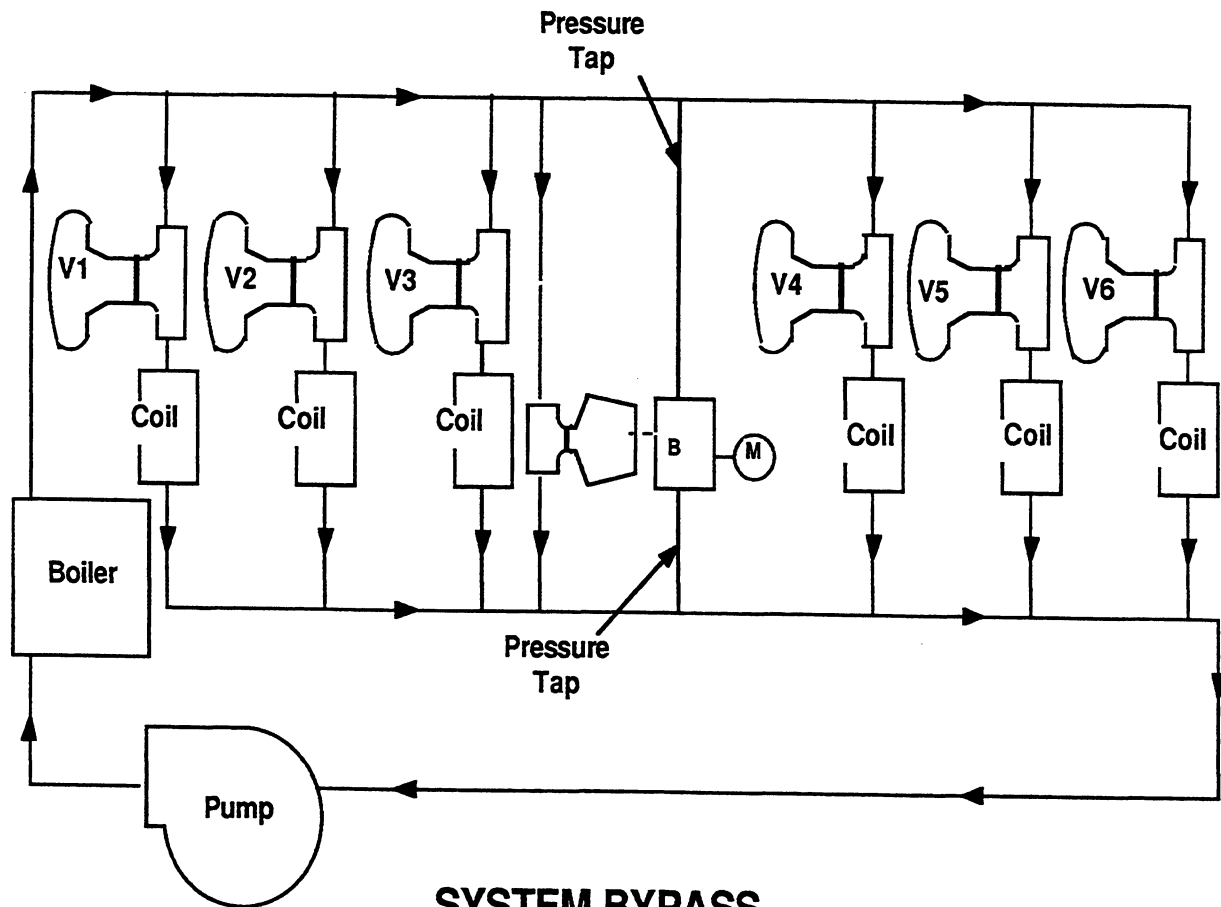 Pressure
Tap
V1
V2
V3
V4
V5
V6
Coil
Coil
Coil
B
M
Coil
Coil
Coil
Boiler
Pressure
Tap
Pump
SYSTEM BYPASS